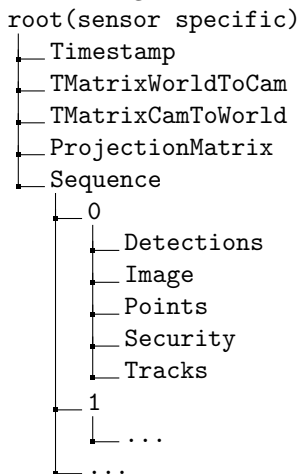 root(sensor specific)
Timestamp
TMatrixWorldToCam
TMatrixCamToWorld
ProjectionMatrix
Sequence
0
Detections
Image
Points
Security
Tracks
1
...
...